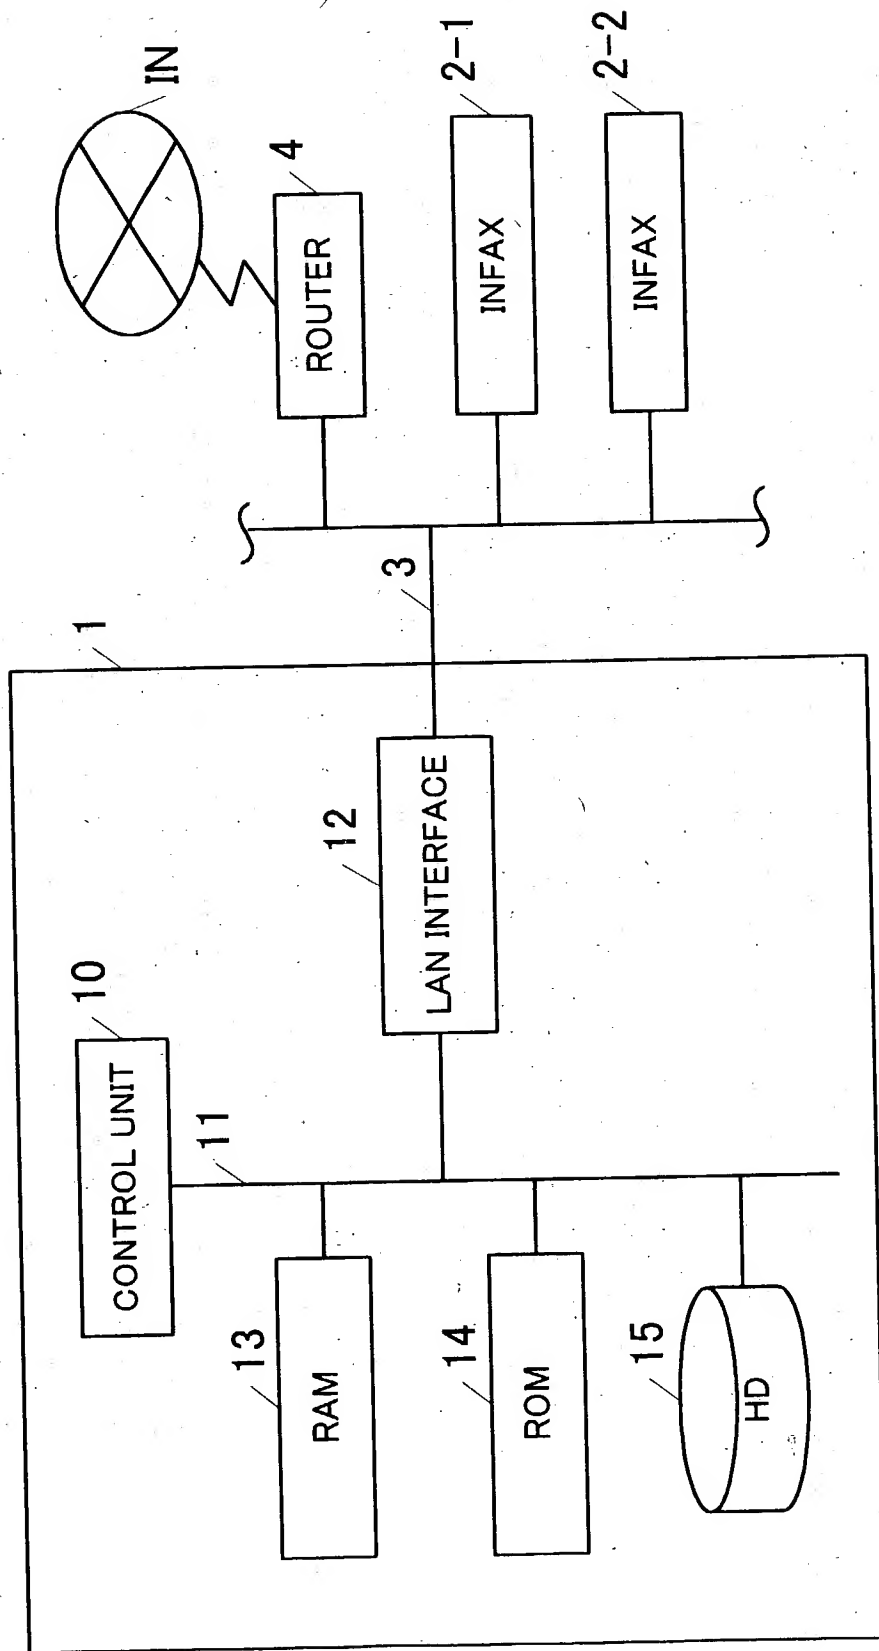 1
CONTROL UNIT
10
11
13
RAM
14
ROM
15
HD
12
LAN INTERFACE
3
IN
4
ROUTER
2-1
INFAX
2-2
INFAX